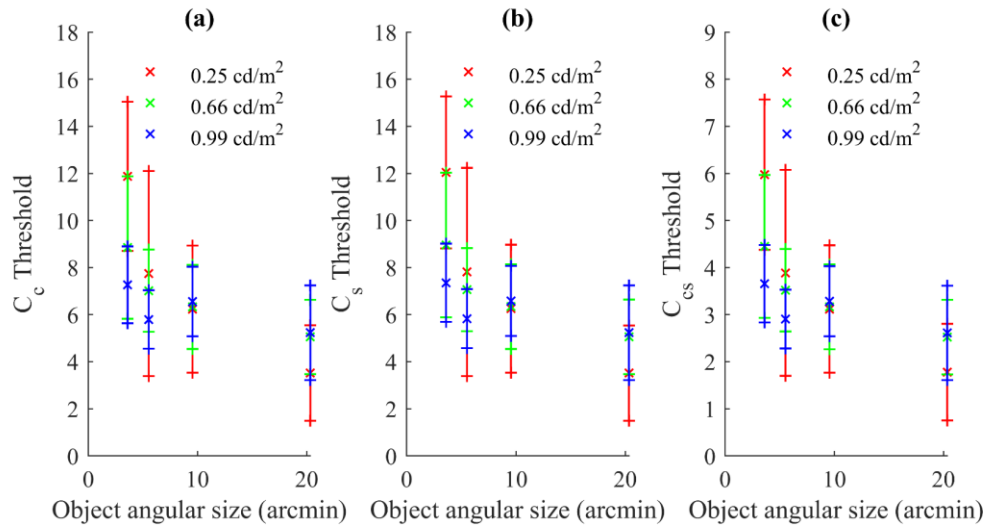 (a)
18
16
14
12
10
8
6
4
2
0
C_c Threshold
0.25 cd/m²
0.66 cd/m²
0.99 cd/m²
0 10 20
Object angular size (arcmin)
(b)
18
16
14
12
10
8
6
4
2
0
C_s Threshold
0.25 cd/m²
0.66 cd/m²
0.99 cd/m²
0 10 20
Object angular size (arcmin)
(c)
9
8
7
6
5
4
3
2
1
0
C_cs Threshold
0.25 cd/m²
0.66 cd/m²
0.99 cd/m²
0 10 20
Object angular size (arcmin)